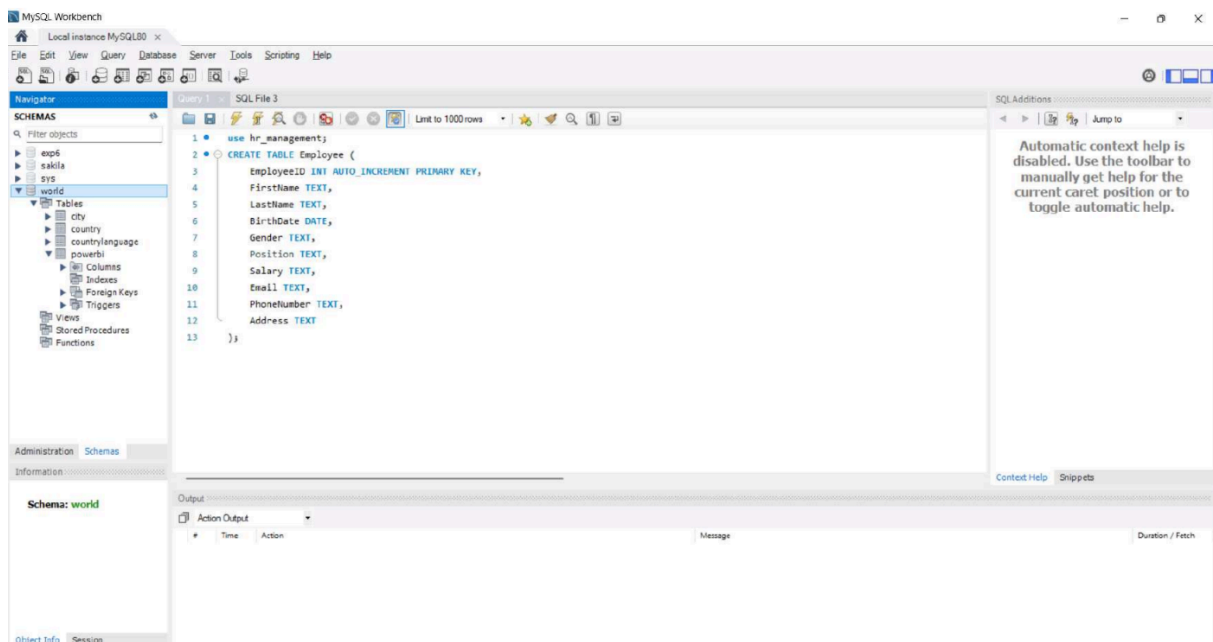 MySQL Workbench
Local instance MySQL80 ×
File Edit View Query Database Server Tools Scripting Help
Navigator
SCHEMAS
Filter objects
exp6
sakila
sys
world
Tables
city
country
countrylanguage
powerbi
Columns
Indexes
Foreign Keys
Triggers
Views
Stored Procedures
Functions
Administration Schemas
Information
Schema: world
Object Info Session
Query 1 × SQL File 3
Limit to 1000 rows
1 use hr_management;
2 CREATE TABLE Employee (
3 EmployeeID INT AUTO_INCREMENT PRIMARY KEY,
4 FirstName TEXT,
5 LastName TEXT,
6 BirthDate DATE,
7 Gender TEXT,
8 Position TEXT,
9 Salary TEXT,
10 Email TEXT,
11 PhoneNumber TEXT,
12 Address TEXT
13 );
Output
Action Output
# Time Action Message Duration / Fetch
SQLAdditions
Jump to
Automatic context help is
disabled. Use the toolbar to
manually get help for the
current caret position or to
toggle automatic help.
Context Help Snippets